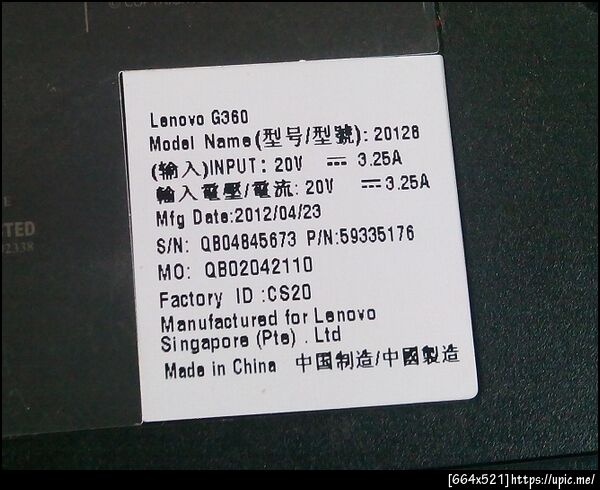 Lenovo G360
Model Name(型号/型號): 20128
(输入)INPUT: 20V ⎓ 3.25A
輸入電壓/電流: 20V ⎓3.25A
Mfg Date:2012/04/23
S/N: QB04845673 P/N:59335176
MO: QB02042110
Factory ID :CS20
Manufactured for Lenovo
Singapore (Pte) . Ltd
Made in China 中国制造/中國製造
[664x521]https://upic.me/